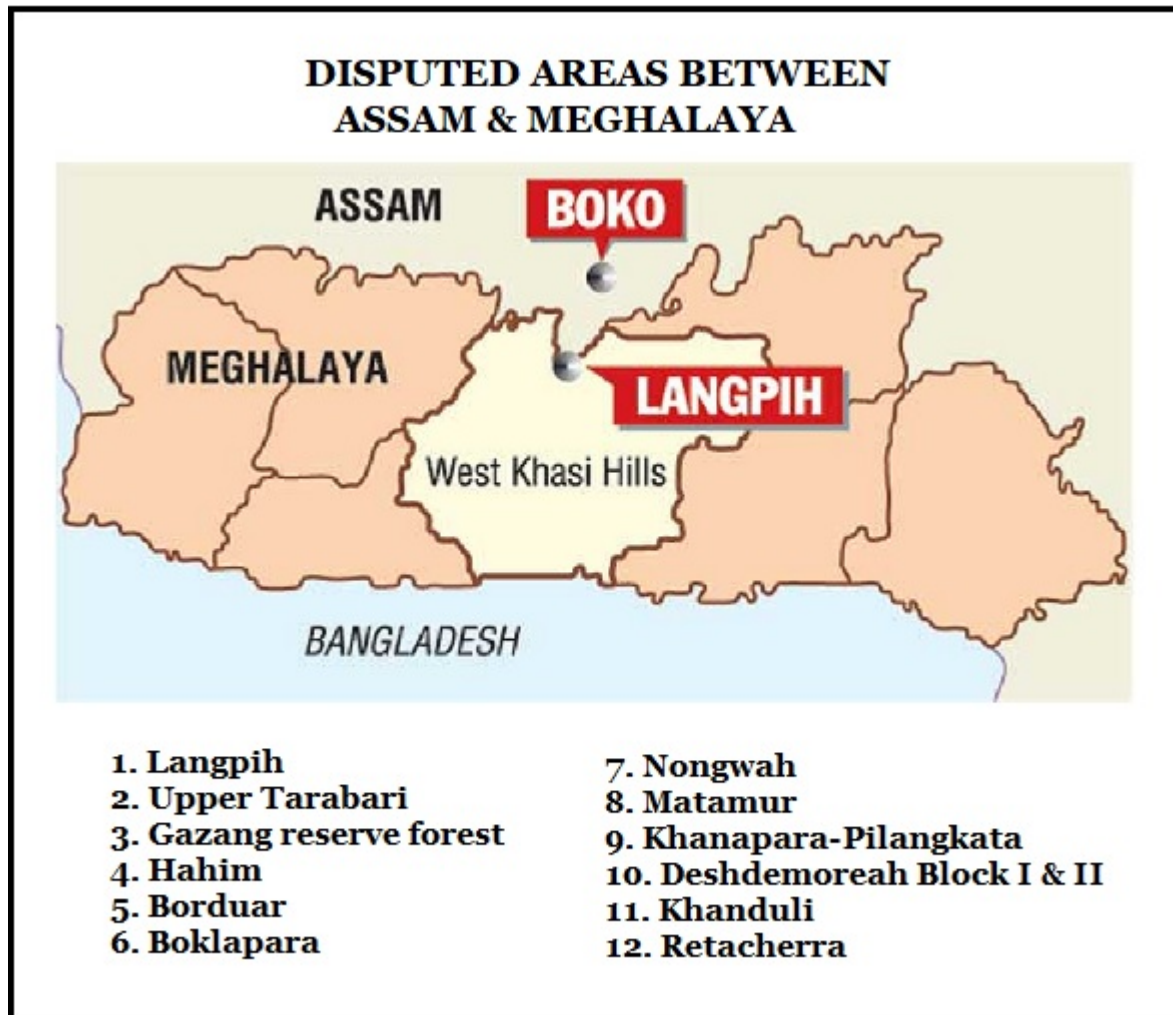 DISPUTED AREAS BETWEEN
ASSAM & MEGHALAYA
ASSAM
BOKO
MEGHALAYA
LANGPIH
West Khasi Hills
BANGLADESH
1. Langpih
2. Upper Tarabari
3. Gazang reserve forest
4. Hahim
5. Borduar
6. Boklapara
7. Nongwah
8. Matamur
9. Khanapara-Pilangkata
10. Deshdemoreah Block I & II
11. Khanduli
12. Retacherra